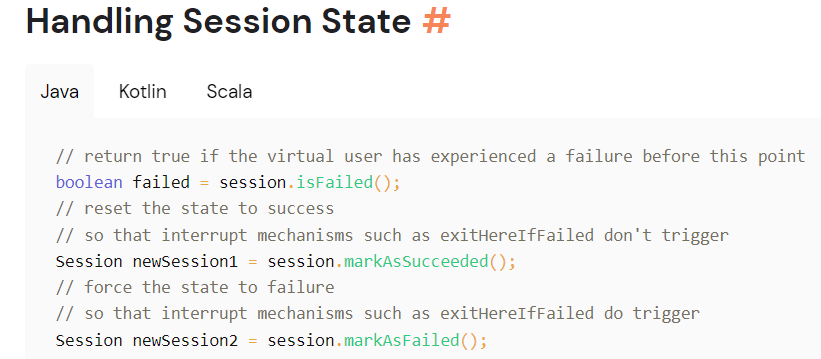 Handling Session State #
Java Kotlin Scala
// return true if the virtual user has experienced a failure before this point
boolean failed = session.isFailed();
// reset the state to success
// so that interrupt mechanisms such as exitHereIfFailed don't trigger
Session newSession1 = session.markAsSucceeded();
// force the state to failure
// so that interrupt mechanisms such as exitHereIfFailed do trigger
Session newSession2 = session.markAsFailed();